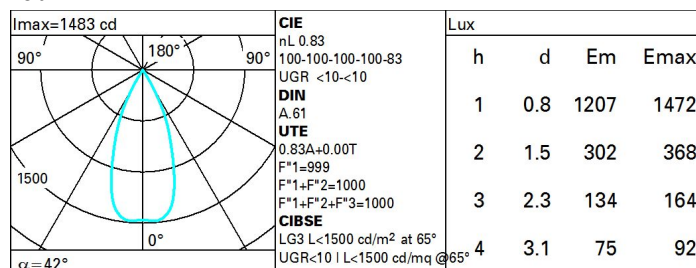 Imax=1483 cd
90° 180° 90°
1500
0°
α=42°
CIE
nL 0.83
100-100-100-100-83
UGR <10-<10
DIN
A.61
UTE
0.83A+0.00T
F"1=999
F"1+F"2=1000
F"1+F"2+F"3=1000
CIBSE
LG3 L<1500 cd/m² at 65°
UGR<10 | L<1500 cd/mq @65°
Lux
h d Em Emax
1 0.8 1207 1472
2 1.5 302 368
3 2.3 134 164
4 3.1 75 92